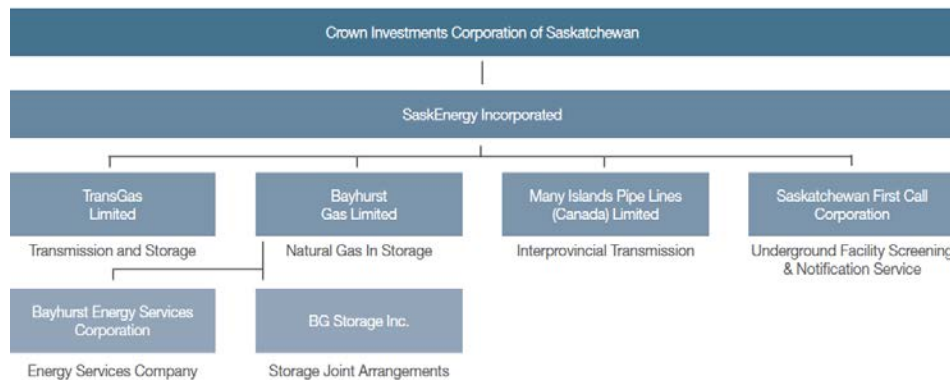 Crown Investments Corporation of Saskatchewan
SaskEnergy Incorporated
TransGas
Limited
Transmission and Storage
Bayhurst
Gas Limited
Natural Gas In Storage
Many Islands Pipe Lines
(Canada) Limited
Interprovincial Transmission
Saskatchewan First Call
Corporation
Underground Facility Screening
& Notification Service
Bayhurst Energy Services
Corporation
Energy Services Company
BG Storage Inc.
Storage Joint Arrangements